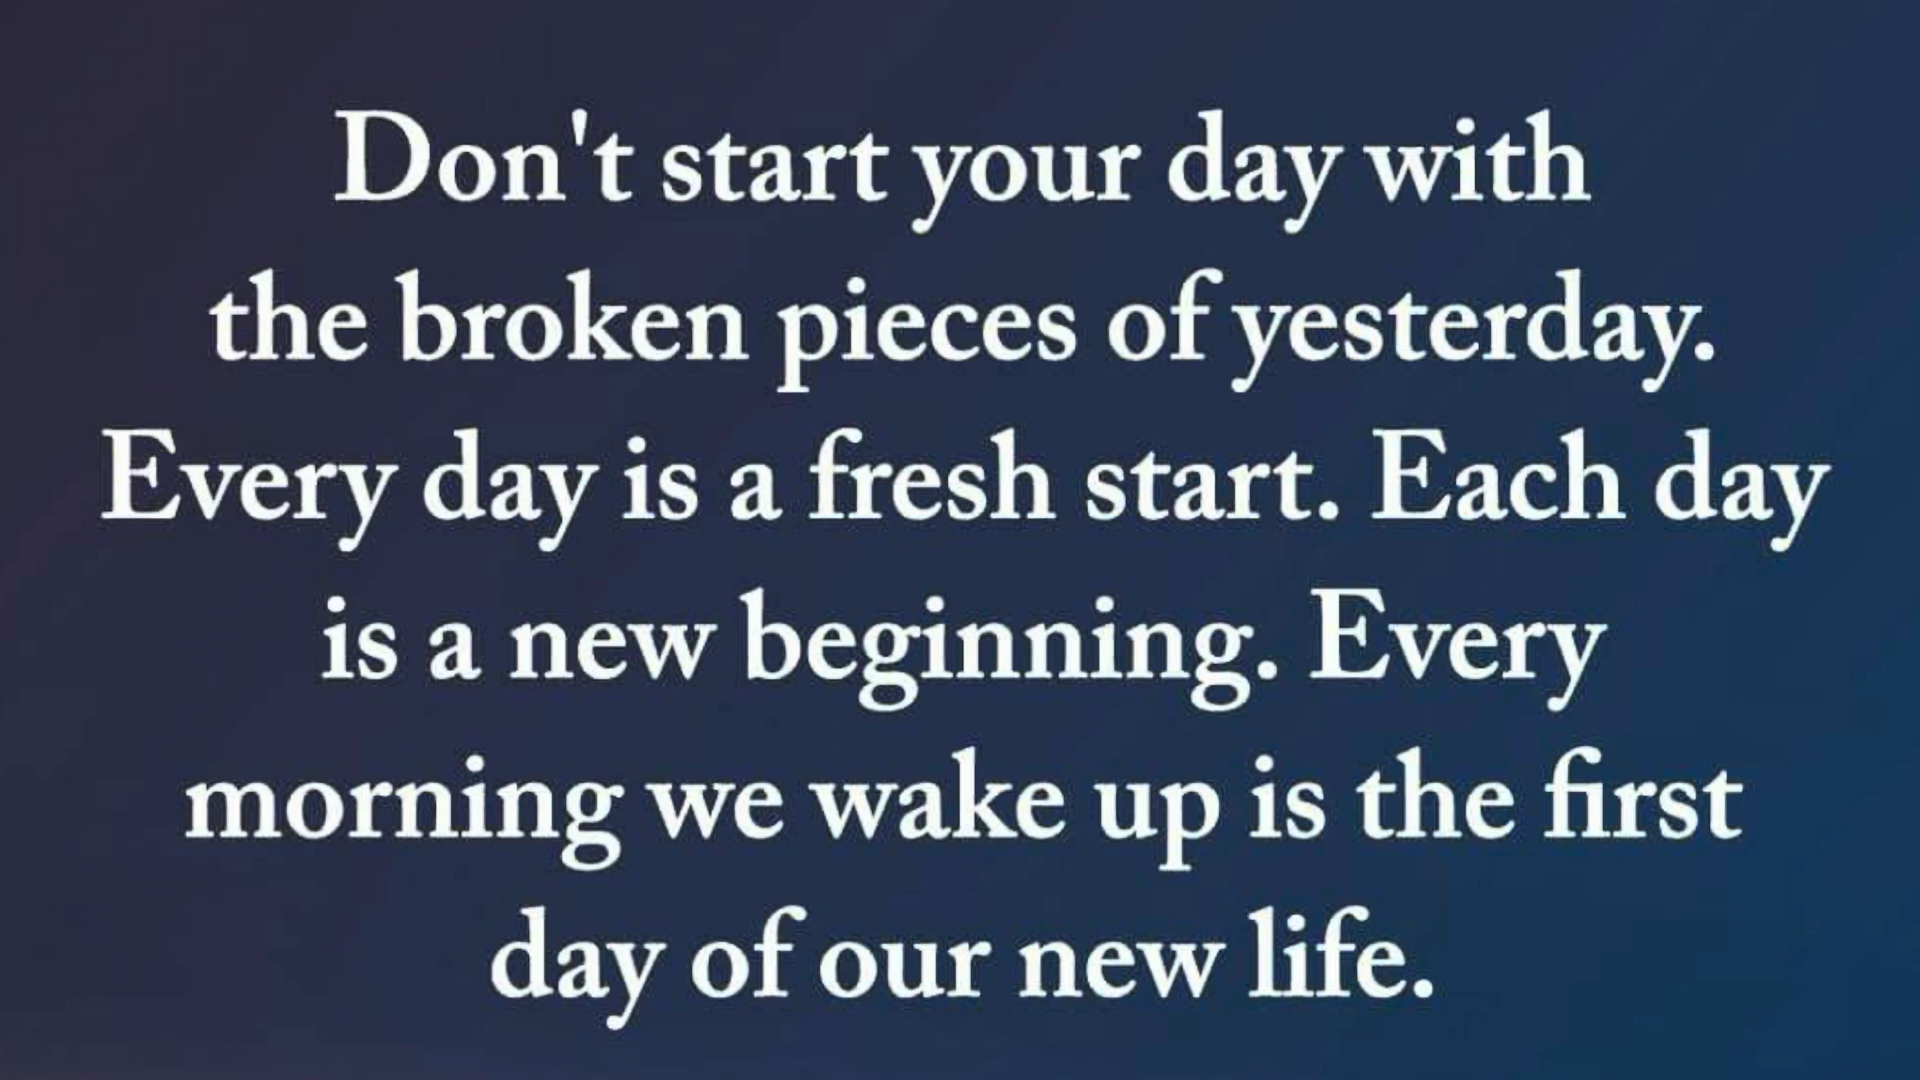 Don't start your day with
the broken pieces of yesterday.
Every day is a fresh start. Each day
is a new beginning. Every
morning we wake up is the first
day of our new life.